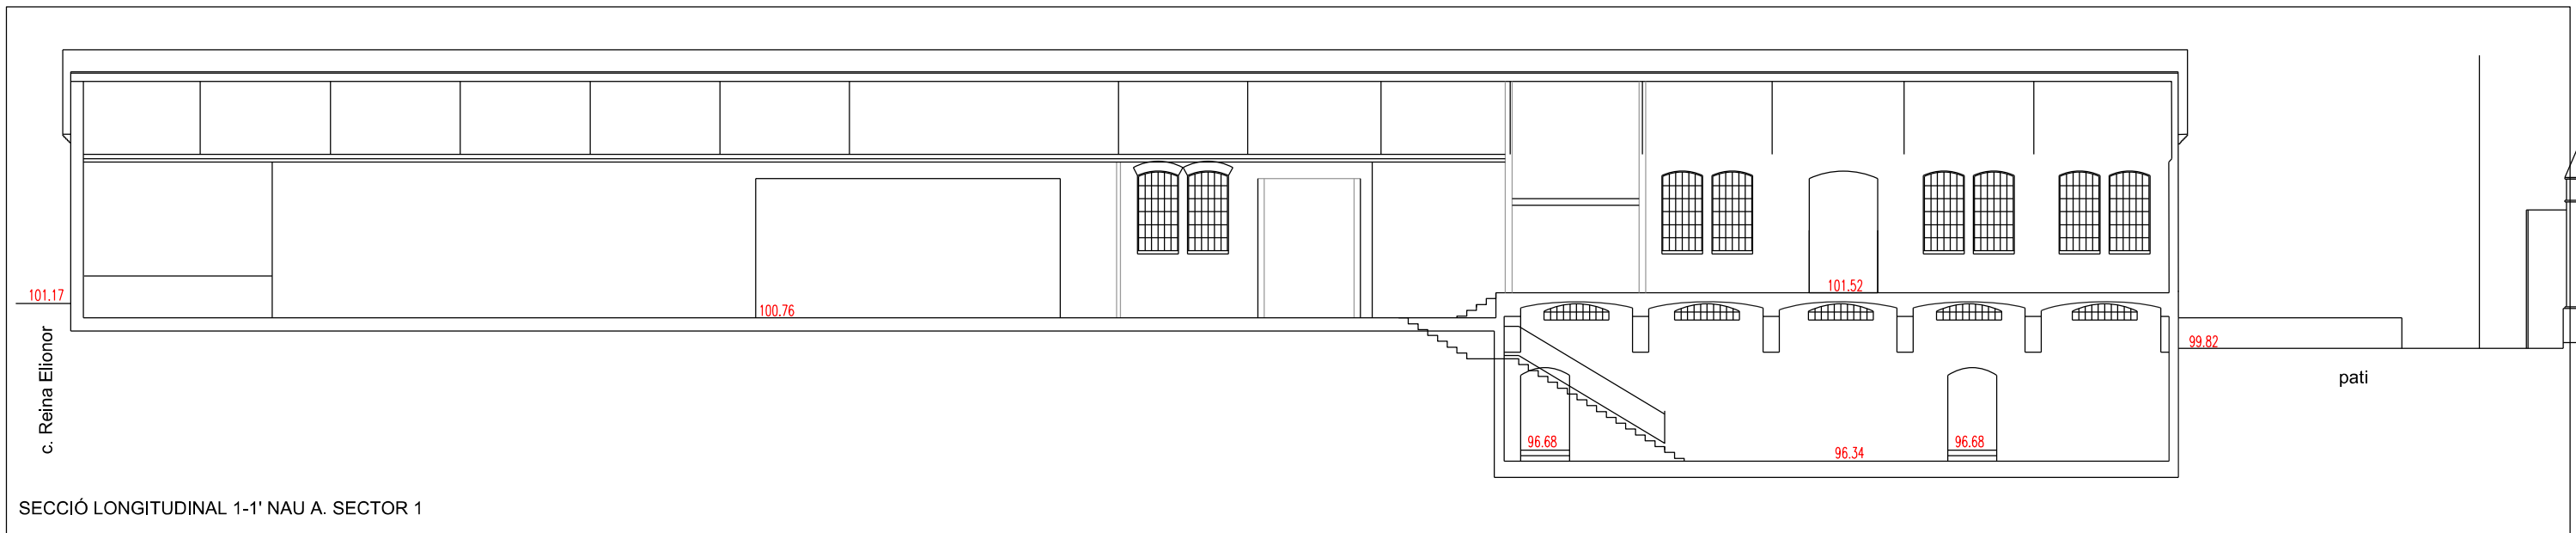 101.17
c. Reina Elionor
100.76
101.52
99.82
pati
96.68
96.34
96.68
SECCIÓ LONGITUDINAL 1-1' NAU A. SECTOR 1